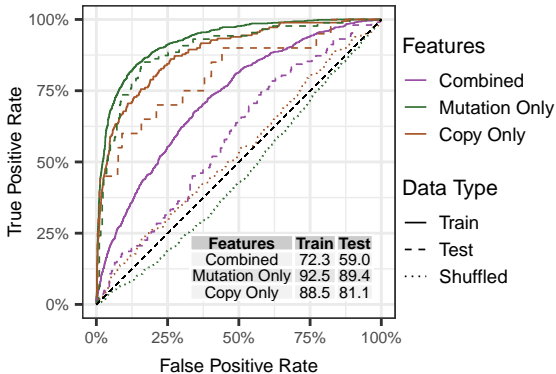 True Positive Rate
100%
75%
50%
25%
0%
Features Train Test
Combined 72.3 59.0
Mutation Only 92.5 89.4
Copy Only 88.5 81.1
0% 25% 50% 75% 100%
False Positive Rate
Features
Combined
Mutation Only
Copy Only
Data Type
Train
Test
Shuffled